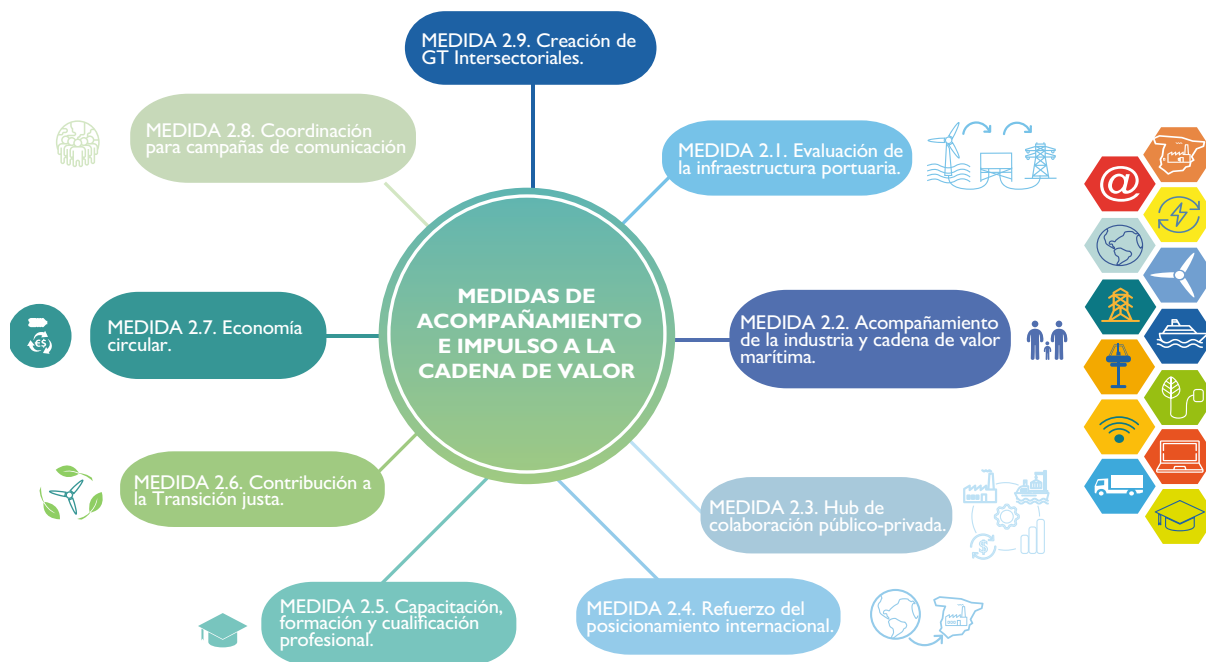 MEDIDA 2.9. Creación de
GT Intersectoriales.
MEDIDA 2.8. Coordinación
para campañas de comunicación
MEDIDA 2.1. Evaluación de
la infraestructura portuaria.
@
MEDIDAS DE
ACOMPAÑAMIENTO
E IMPULSO A LA
CADENA DE VALOR
MEDIDA 2.7. Economía
circular.
€$
MEDIDA 2.2. Acompañamiento
de la industria y cadena de valor
marítima.
MEDIDA 2.6. Contribución a
la Transición justa.
MEDIDA 2.3. Hub de
colaboración público-privada.
$
MEDIDA 2.5. Capacitación,
formación y cualificación
profesional.
MEDIDA 2.4. Refuerzo del
posicionamiento internacional.